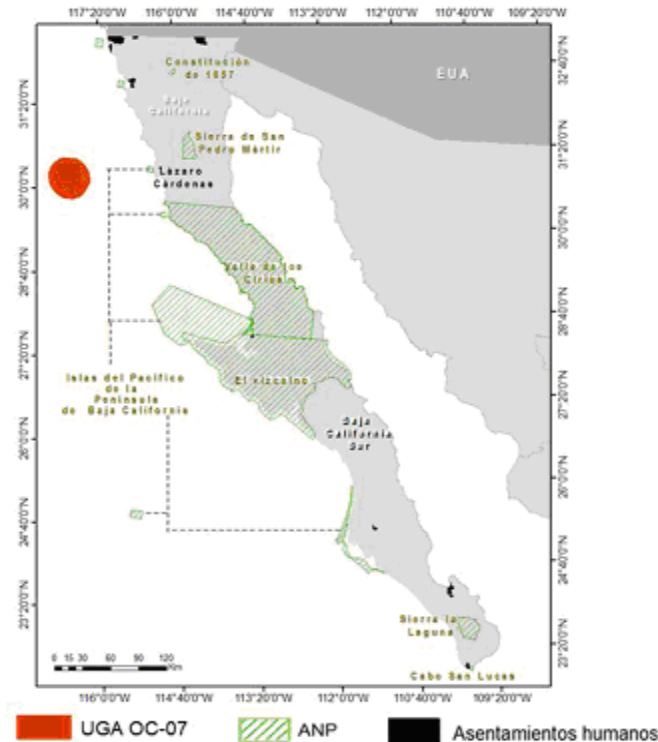 117°20'0"W 116°0'0"W 114°40'0"W 113°20'0"W 112°0'0"W 110°40'0"W 109°20'0"W
32°40'0"N
31°20'0"N
30°0'0"N
28°40'0"N
27°20'0"N
26°0'0"N
24°40'0"N
23°20'0"N
31°20'0"N
30°0'0"N
28°40'0"N
27°20'0"N
26°0'0"N
24°40'0"N
23°20'0"N
EUA
Constitución
de 1857
Baja
California
Sierra de San
Pedro Mártir
Lázaro
Cárdenas
Valle de los
Cirios
Islas del Pacífico
de la
Península
de Baja California
El vizcaíno
Baja
California
Sur
Sierra la
Laguna
Cabo San Lucas
0 15 30 60 90 120
Km
116°0'0"W 114°40'0"W 113°20'0"W 112°0'0"W 110°40'0"W 109°20'0"W
UGA OC-07 ANP Asentamientos humanos